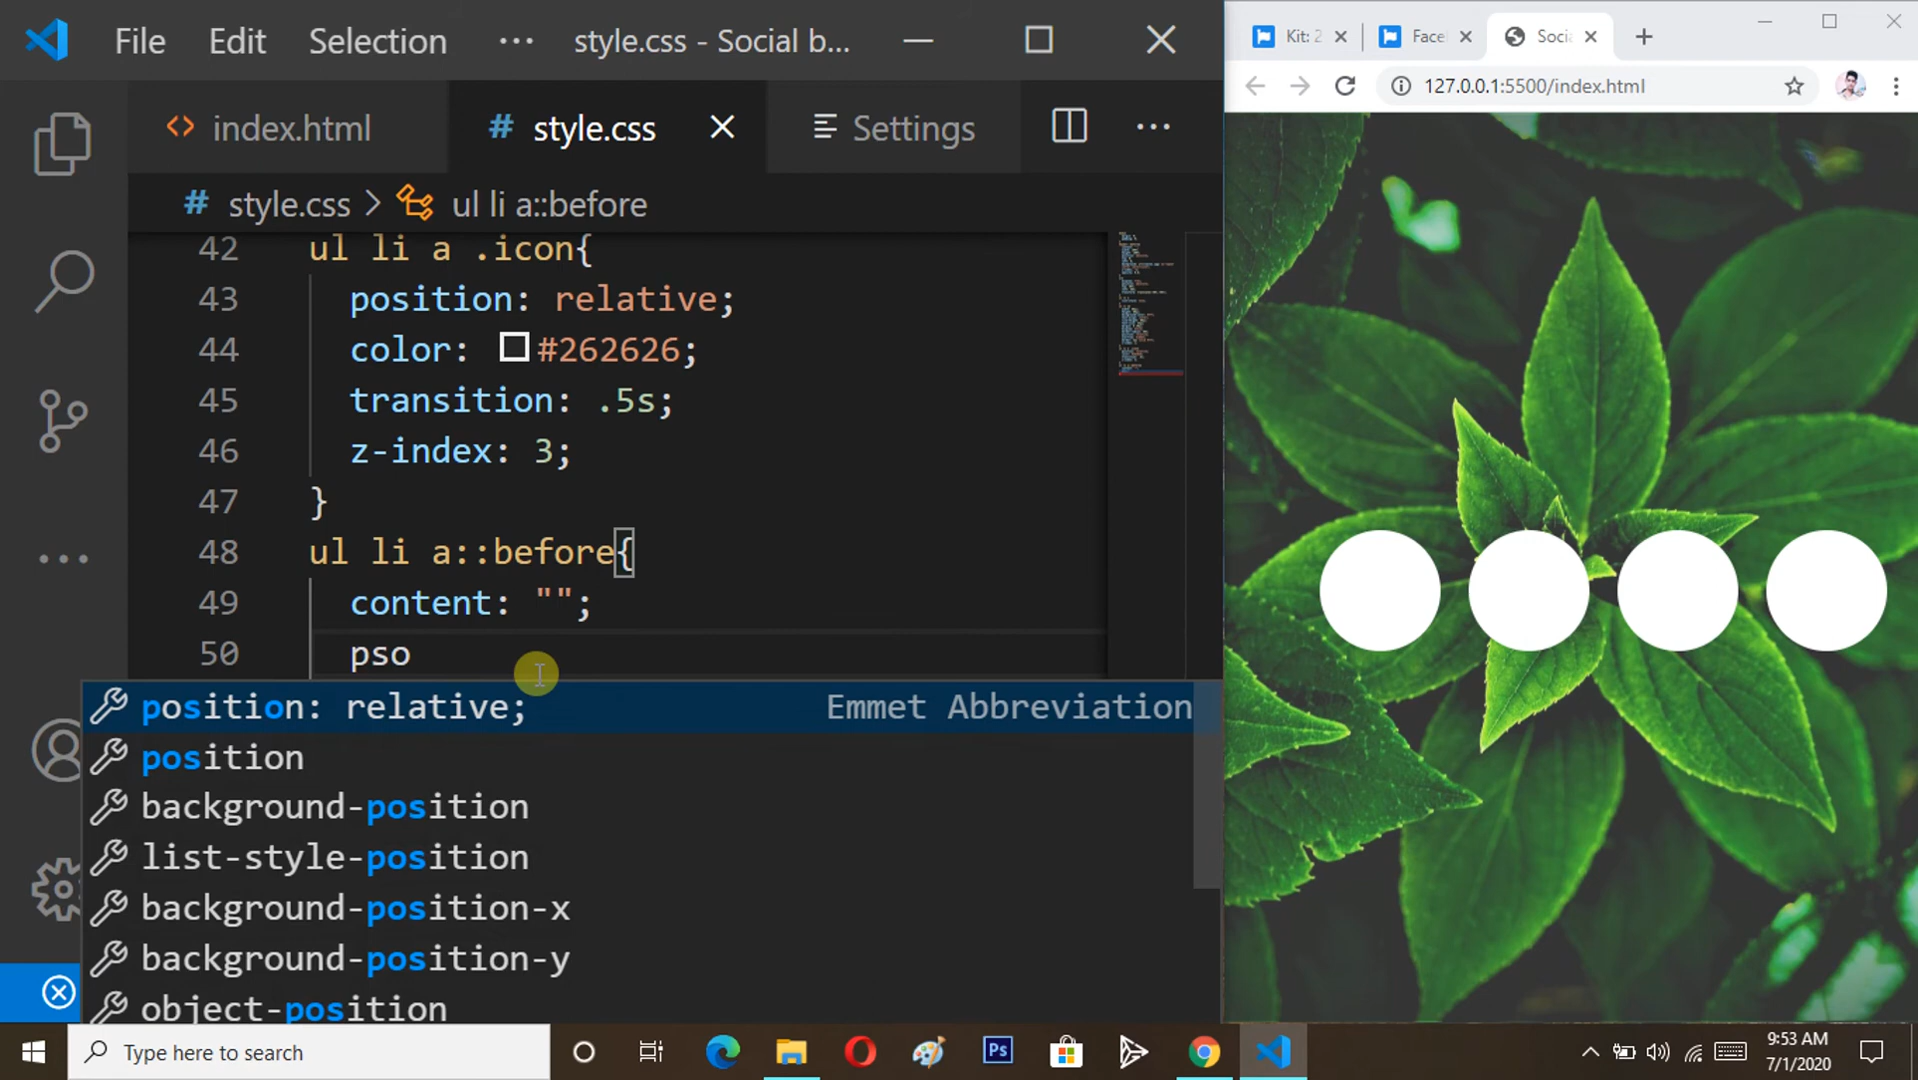 File Edit Selection ... style.css - Social b...
index.html style.css Settings
style.css > ul li a::before
42 ul li a .icon{
43 position: relative;
44 color: #262626;
45 transition: .5s;
46 z-index: 3;
47 }
48 ul li a::before{
49 content: "";
50 pso
position: relative; Emmet Abbreviation
position
background-position
list-style-position
background-position-x
background-position-y
object-position
Kit: 2 Face Soci
127.0.0.1:5500/index.html
Type here to search
Ps
9:53 AM
7/1/2020